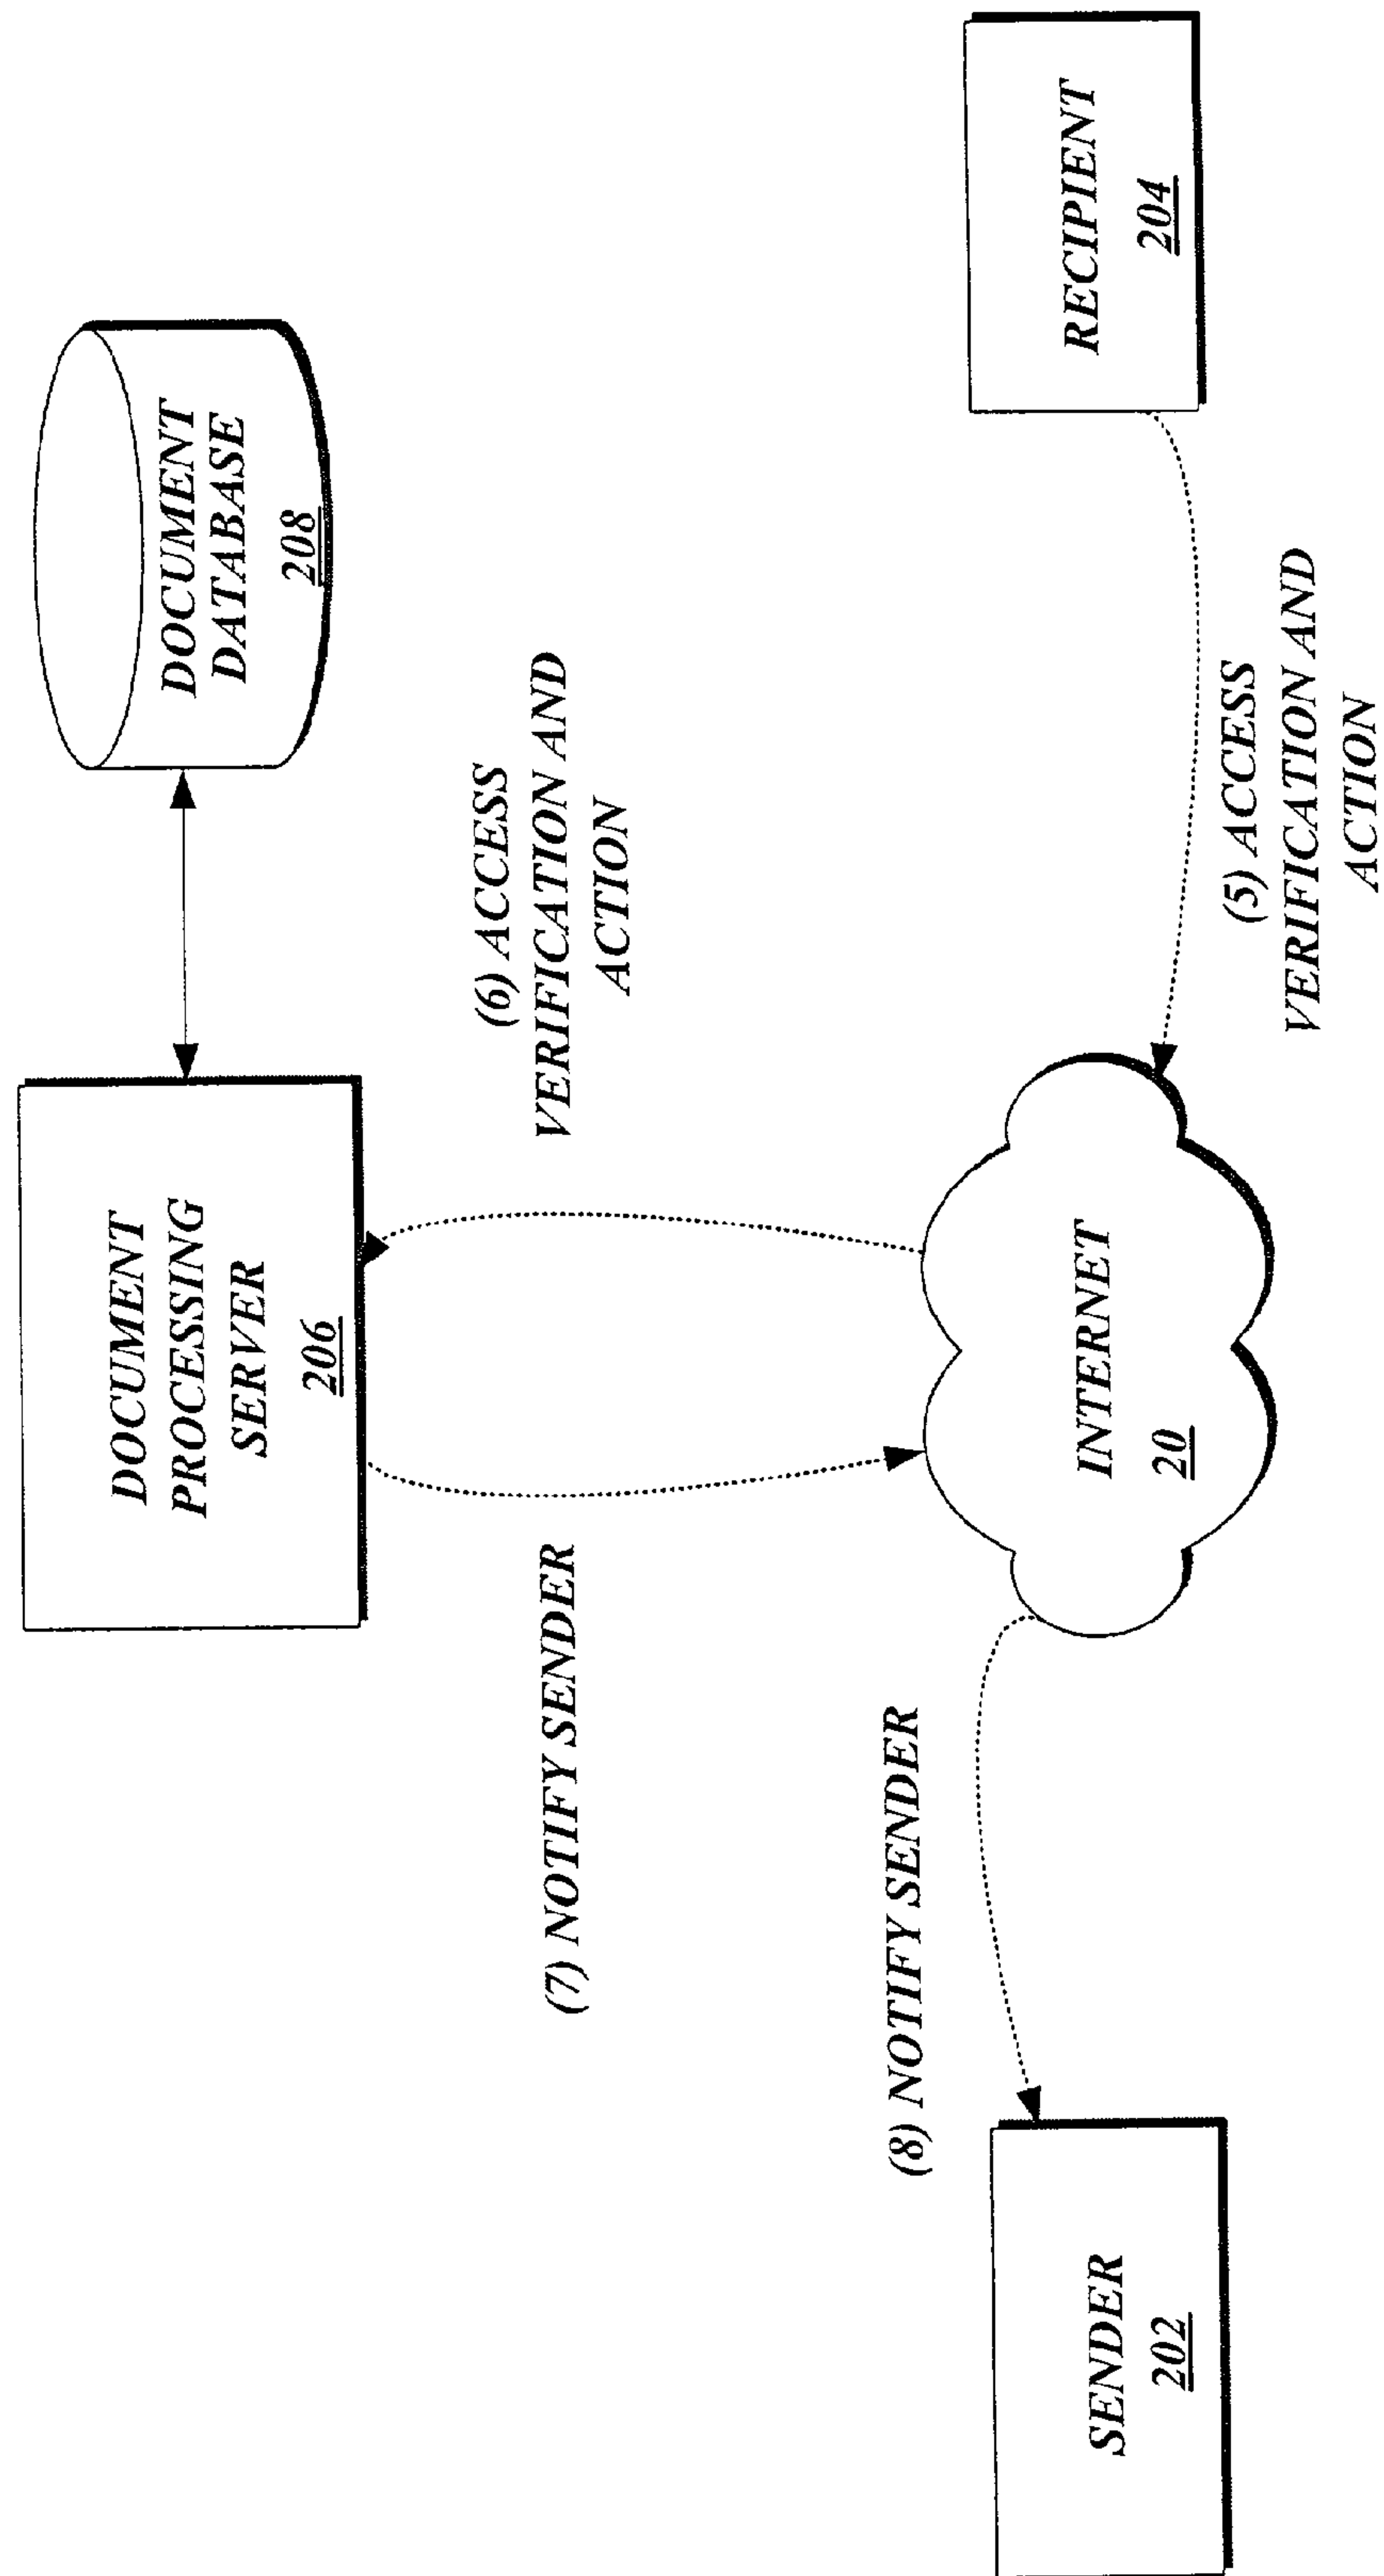 DOCUMENT
PROCESSING
SERVER
206
DOCUMENT
DATABASE
208
(7) NOTIFY SENDER
(6) ACCESS
VERIFICATION AND
ACTION
(8) NOTIFY SENDER
SENDER
202
INTERNET
20
RECIPIENT
204
(5) ACCESS
VERIFICATION AND
ACTION